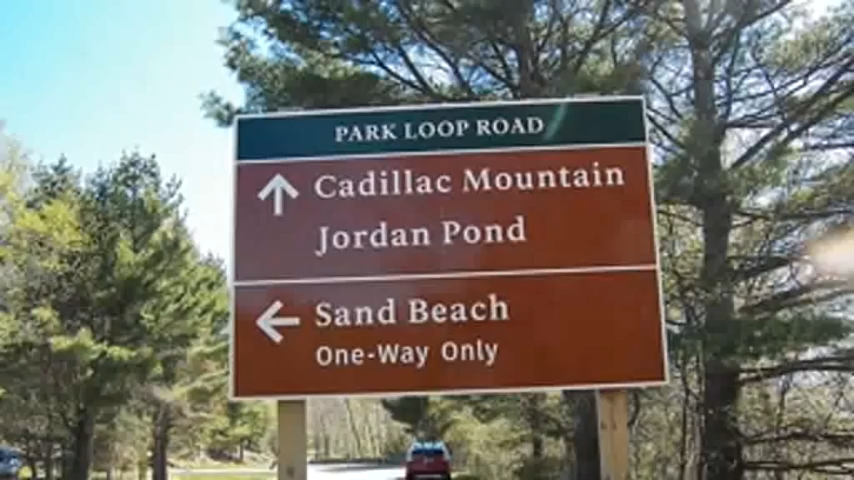 PARK LOOP ROAD
Cadillac Mountain
Jordan Pond
Sand Beach
One-Way Only